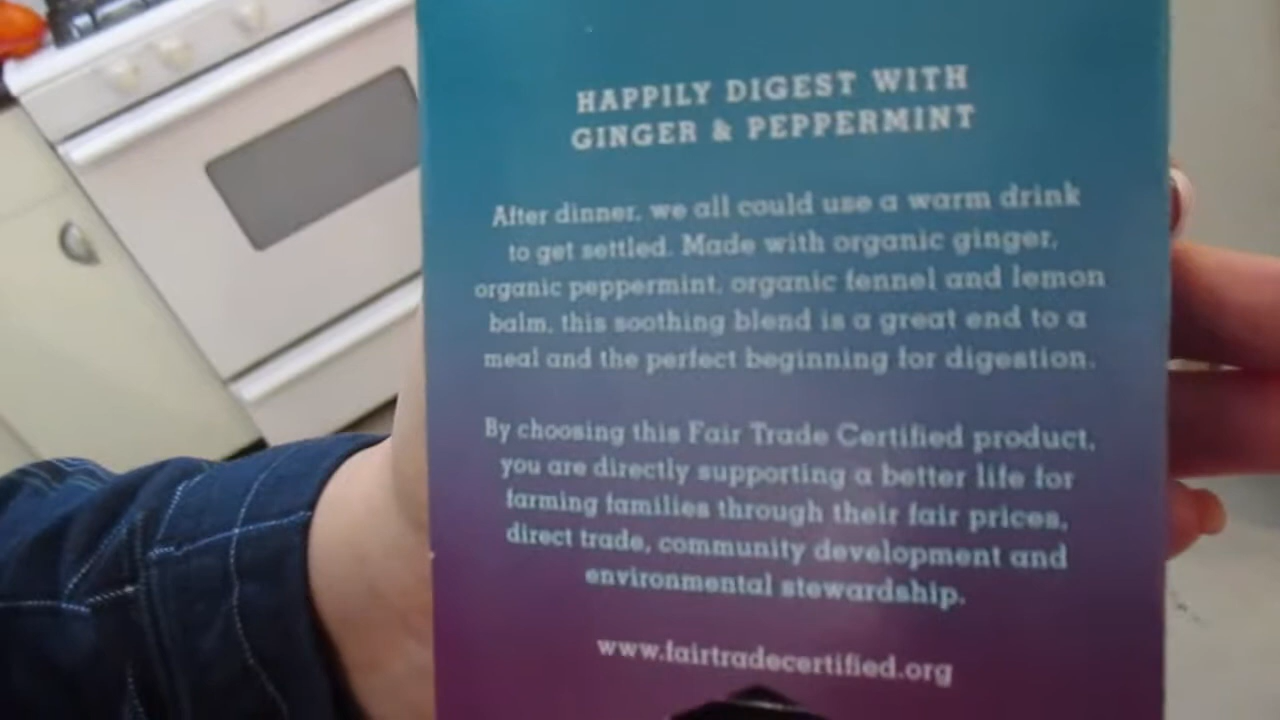 HAPPILY DIGEST WITH
GINGER & PEPPERMINT
After dinner, we all could use a warm drink
to get settled. Made with organic ginger,
organic peppermint, organic fennel and lemon
balm, this soothing blend is a great end to a
meal and the perfect beginning for digestion.
By choosing this Fair Trade Certified product,
you are directly supporting a better life for
farming families through their fair prices,
direct trade, community development and
environmental stewardship.
www.fairtradecertified.org